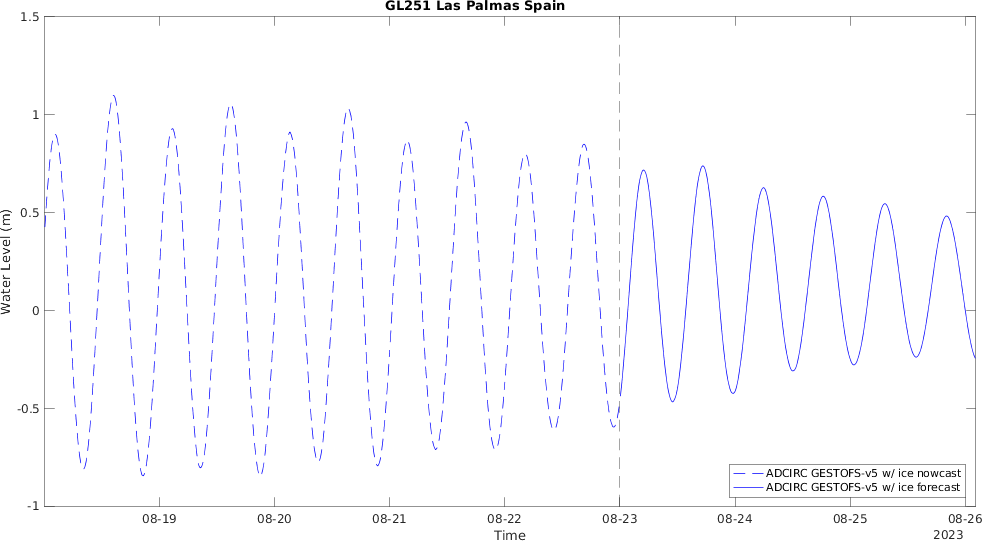 GL251 Las Palmas Spain
1.5
1
0.5
0
-0.5
-1
Water Level (m)
08-19 08-20 08-21 08-22 08-23 08-24 08-25 08-26
Time
2023
ADCIRC GESTOFS-v5 w/ ice nowcast
ADCIRC GESTOFS-v5 w/ ice forecast